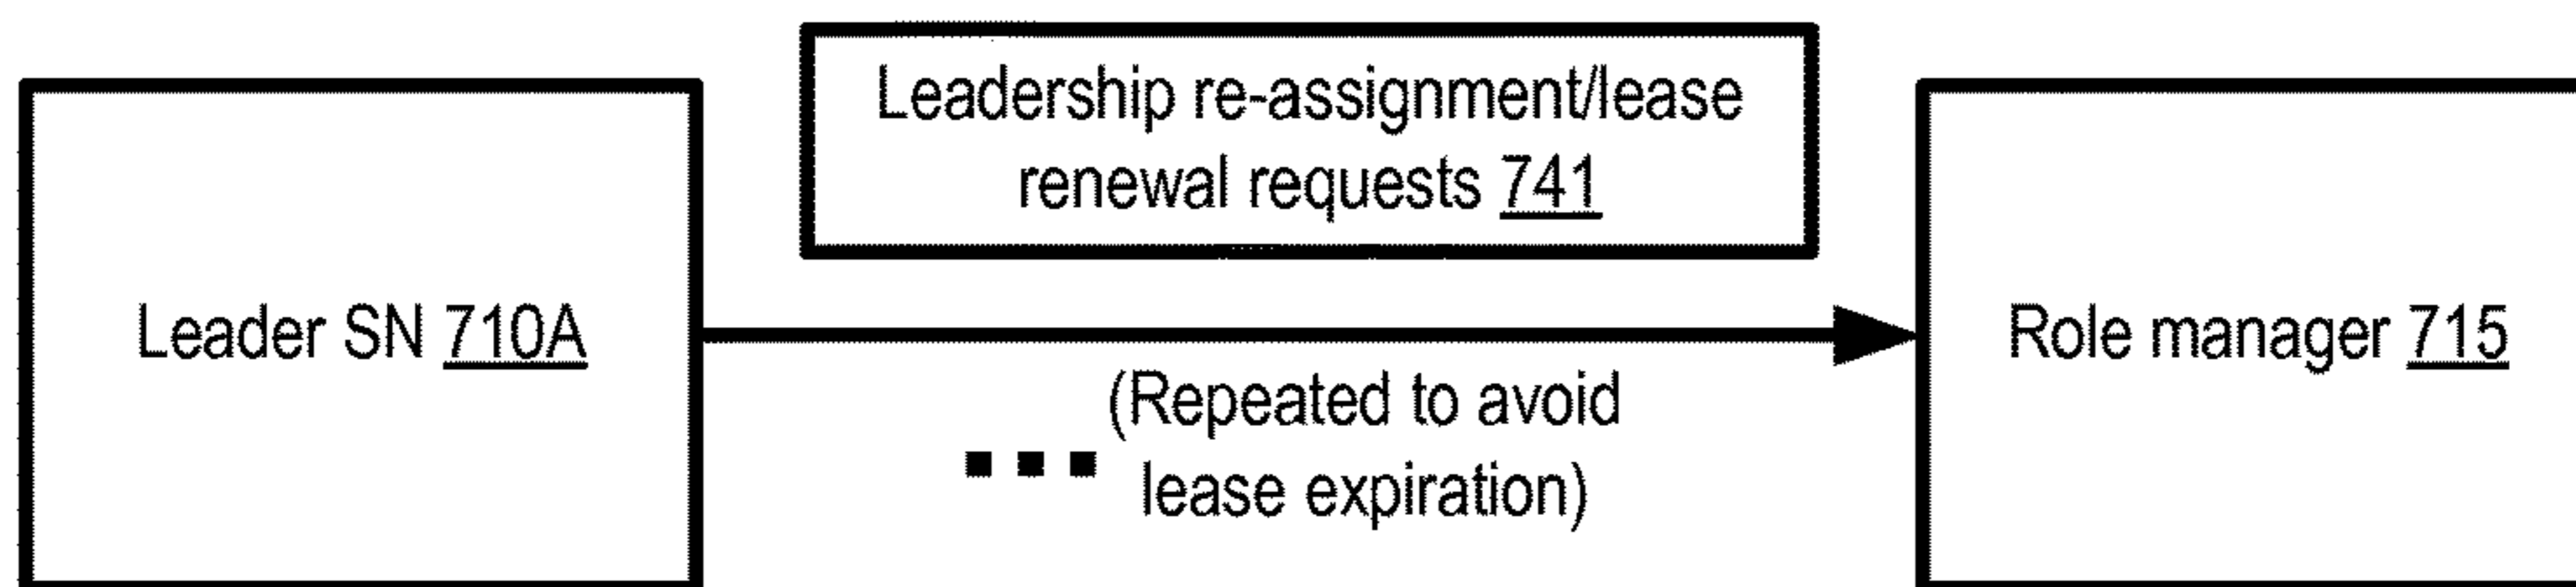 Leadership re-assignment/lease
renewal requests 741
Leader SN 710A
Role manager 715
(Repeated to avoid
lease expiration)